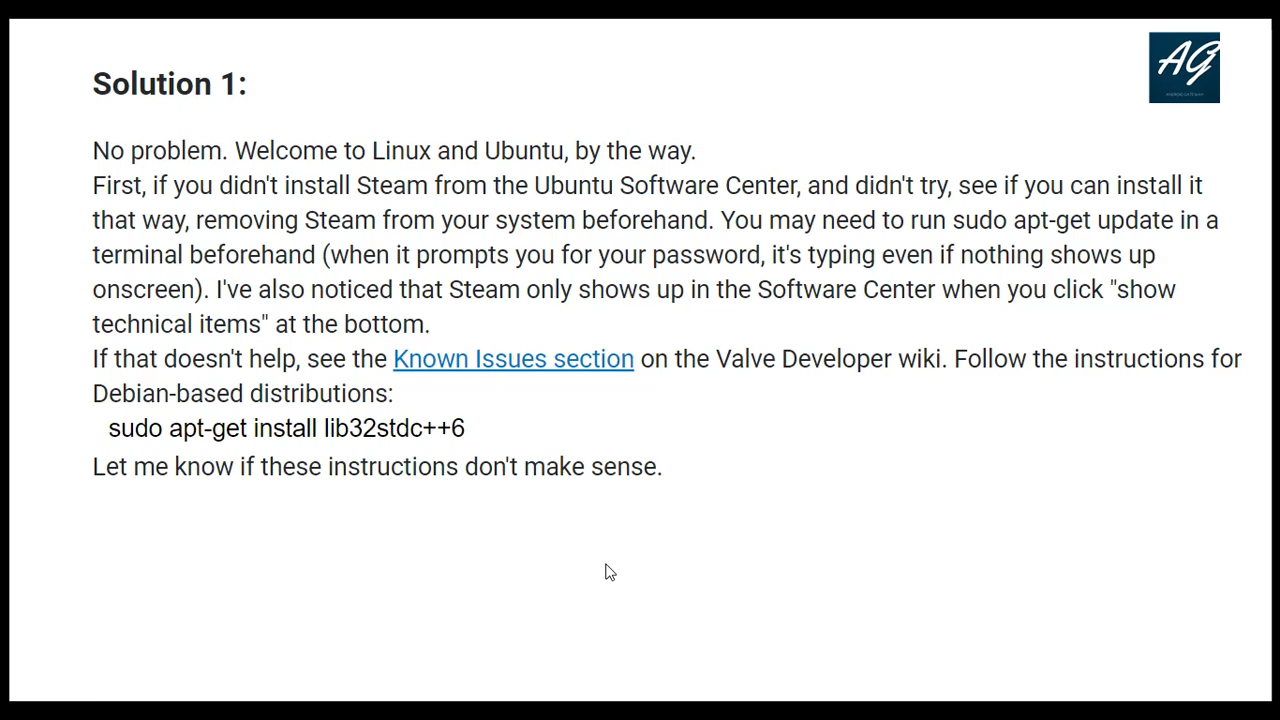 AG
Solution 1:
No problem. Welcome to Linux and Ubuntu, by the way.
First, if you didn't install Steam from the Ubuntu Software Center, and didn't try, see if you can install it
that way, removing Steam from your system beforehand. You may need to run sudo apt-get update in a
terminal beforehand (when it prompts you for your password, it's typing even if nothing shows up
onscreen). I've also noticed that Steam only shows up in the Software Center when you click "show
technical items" at the bottom.
If that doesn't help, see the Known Issues section on the Valve Developer wiki. Follow the instructions for
Debian-based distributions:
sudo apt-get install lib32stdc++6
Let me know if these instructions don't make sense.